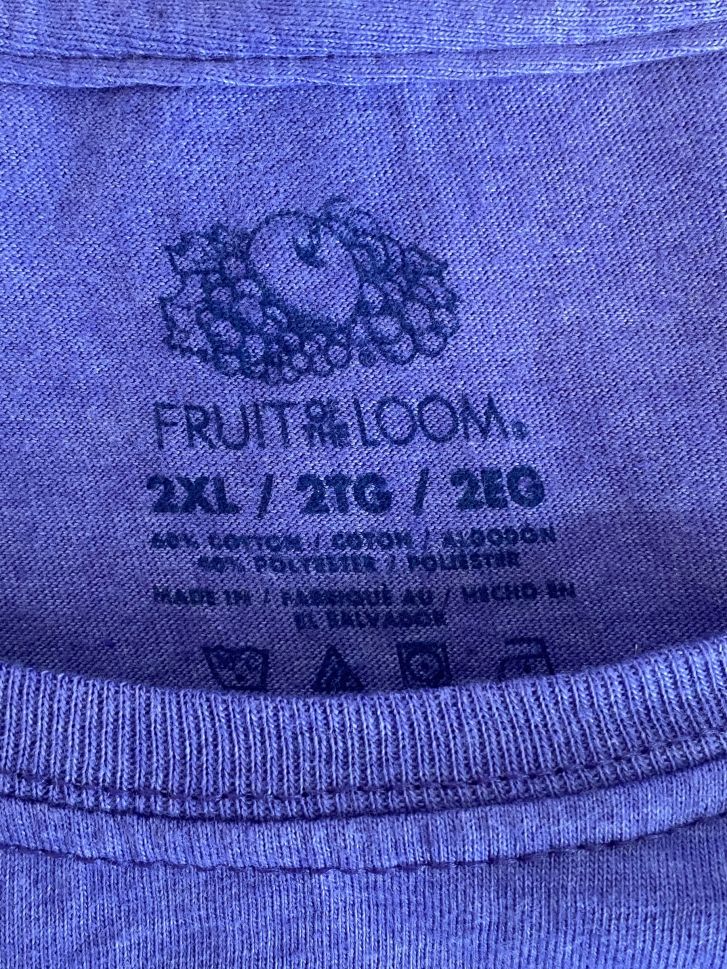 FRUIT OF THE LOOM®
2XL / 2TG / 2EG
60% COTTON / COTON / ALGODON
40% POLYESTER / POLIESTER
MADE IN / FABRIQUÉ AU / HECHO EN
EL SALVADOR